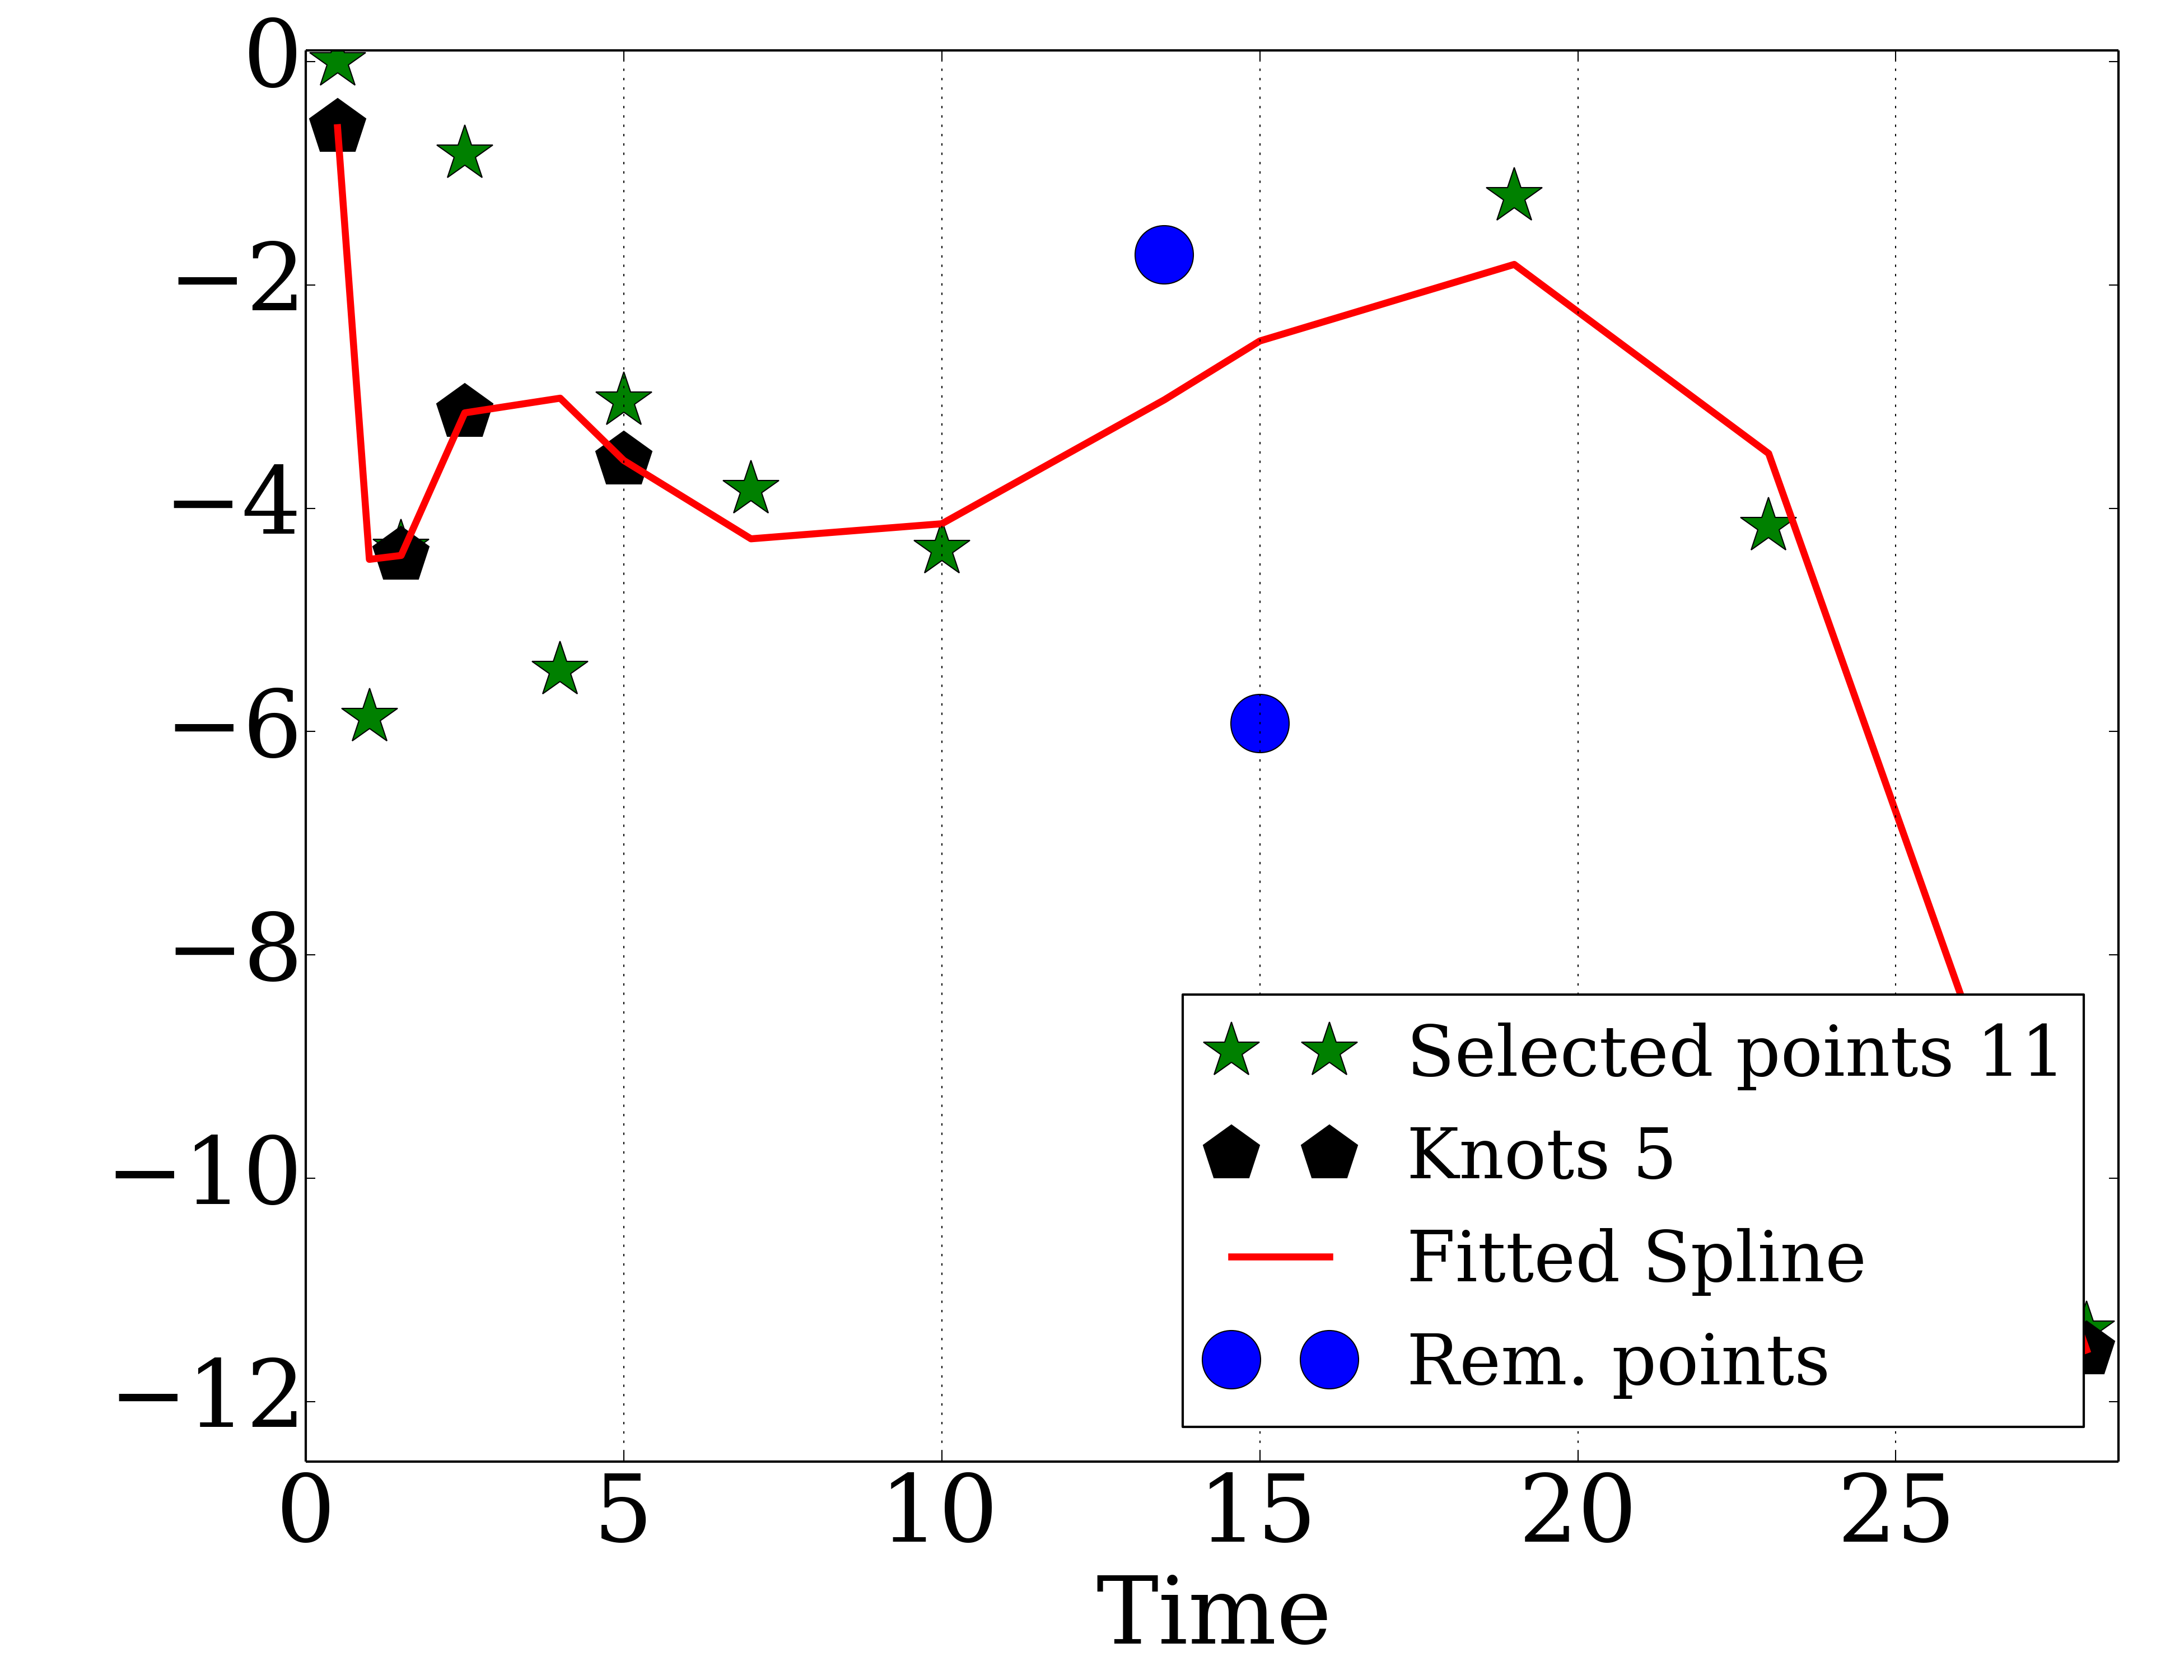 0
−2
−4
−6
−8
−10
−12
Selected points 11
Knots 5
Fitted Spline
Rem. points
0 5 10 15 20 25
Time